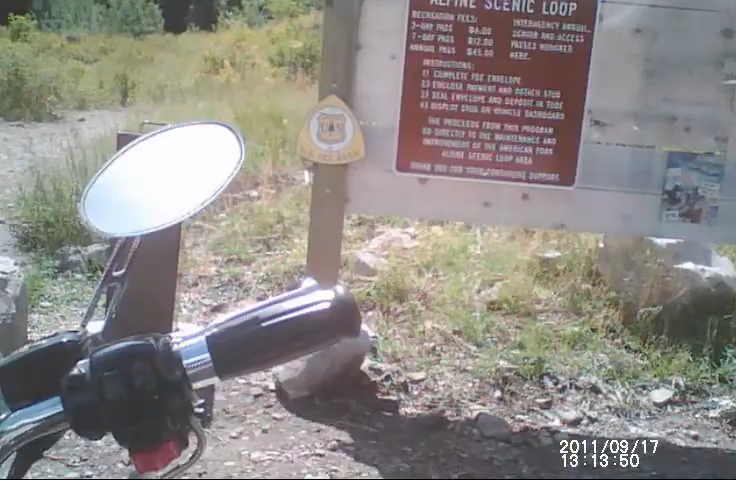 ALPINE SCENIC LOOP
RECREATION FEES:
3-DAY PASS $6.00
7-DAY PASS $12.00
ANNUAL PASS $45.00
INTERAGENCY ANNUAL,
SENIOR AND ACCESS
PASSES HONORED
HERE.
INSTRUCTIONS:
1) COMPLETE FEE ENVELOPE
2) ENCLOSE PAYMENT AND DETACH STUB
3) SEAL ENVELOPE AND DEPOSIT IN TUBE
4) DISPLAY STUB ON VEHICLE DASHBOARD
THE PROCEEDS FROM THIS PROGRAM
GO DIRECTLY TO THE MAINTENANCE AND
IMPROVEMENT OF THE AMERICAN FORK
ALPINE SCENIC LOOP AREA
THANK YOU FOR YOUR CONTINUING SUPPORT.
U S
FEE AREA
2011/09/17
13:13:50